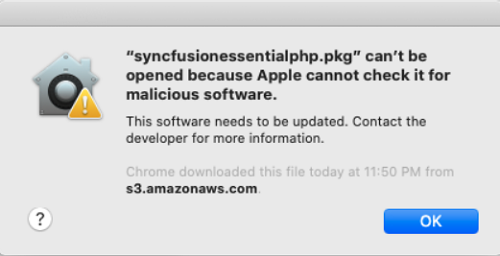 “syncfusionessentialphp.pkg” can’t be
opened because Apple cannot check it for
malicious software.
This software needs to be updated. Contact the
developer for more information.
Chrome downloaded this file today at 11:50 PM from
s3.amazonaws.com.
?
OK